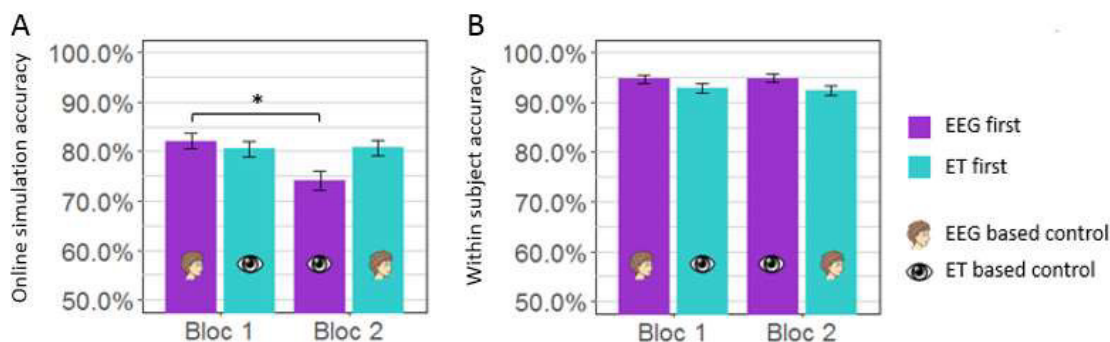 A
Online simulation accuracy
100.0%
90.0%
80.0%
70.0%
60.0%
50.0%
*
Bloc 1
Bloc 2
B
Within subject accuracy
100.0%
90.0%
80.0%
70.0%
60.0%
50.0%
Bloc 1
Bloc 2
EEG first
ET first
EEG based control
ET based control